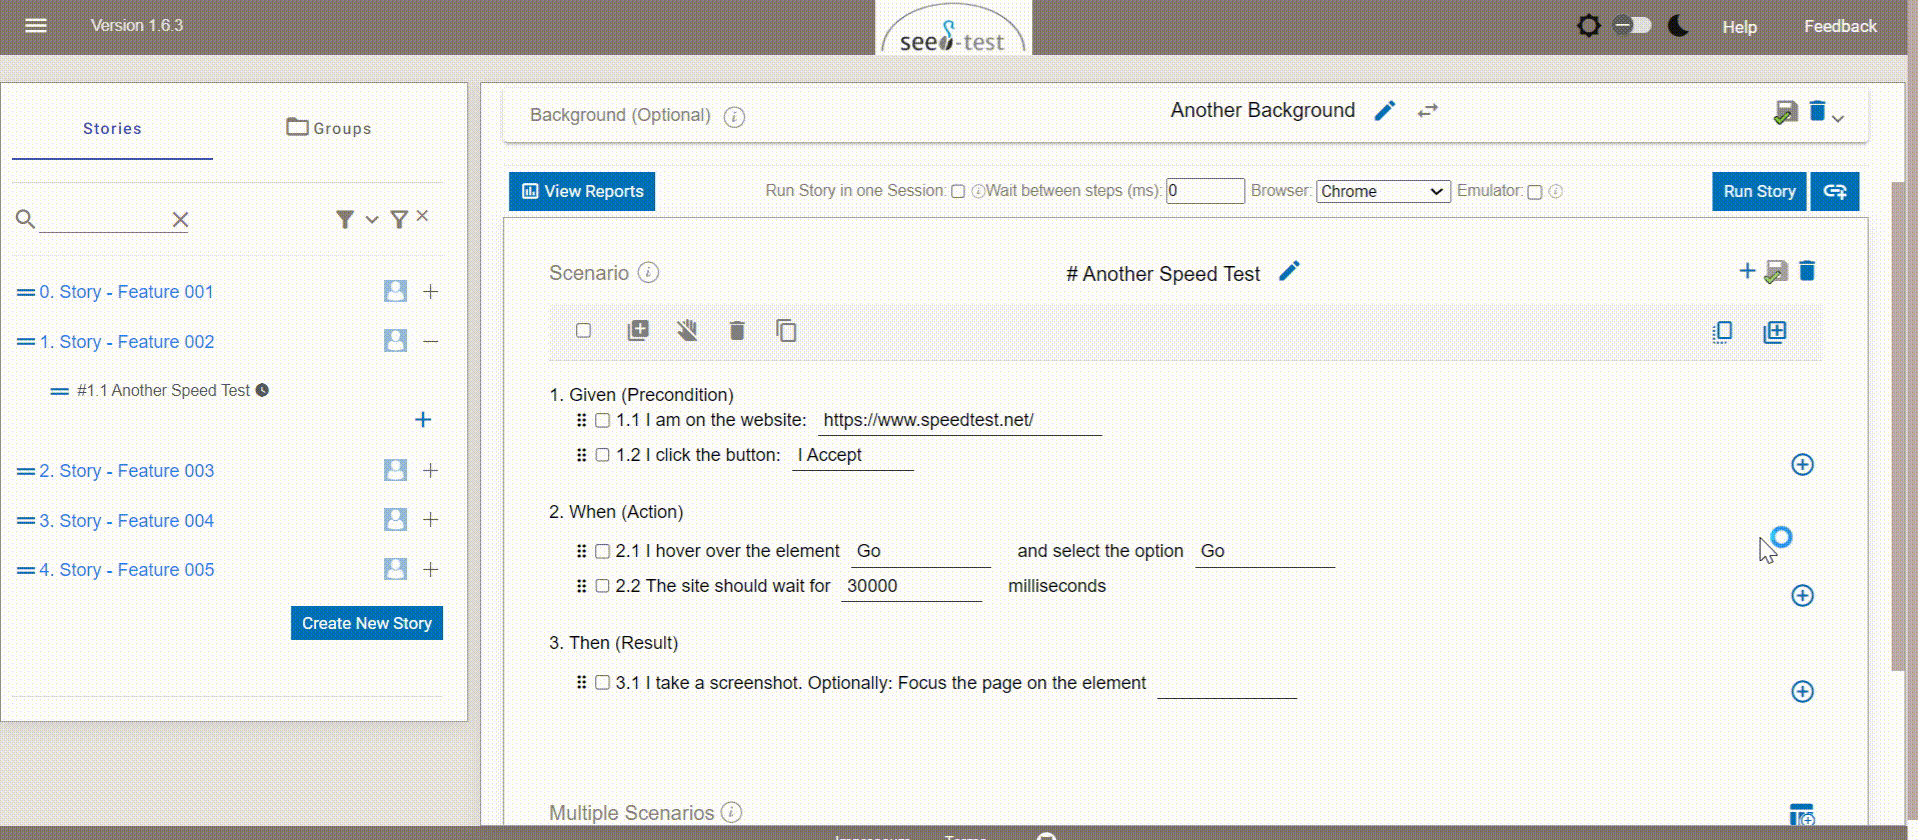 Version 1.6.3
seed-test
Help
Feedback
Stories
Groups
0. Story - Feature 001
1. Story - Feature 002
#1.1 Another Speed Test
2. Story - Feature 003
3. Story - Feature 004
4. Story - Feature 005
Create New Story
Background (Optional)
Another Background
View Reports
Run Story in one Session:
Wait between steps (ms): 0
Browser: Chrome
Emulator:
Run Story
Scenario
# Another Speed Test
1. Given (Precondition)
1.1 I am on the website: https://www.speedtest.net/
1.2 I click the button: I Accept
2. When (Action)
2.1 I hover over the element Go and select the option Go
2.2 The site should wait for 30000 milliseconds
3. Then (Result)
3.1 I take a screenshot. Optionally: Focus the page on the element
Multiple Scenarios